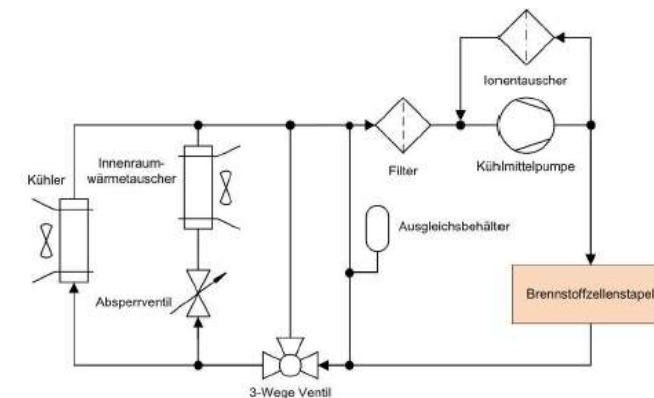 Ionentauscher
Innenraum-
wärmetauscher
Kühler
Filter
Kühlmittelpumpe
Ausgleichsbehälter
Absperrventil
Brennstoffzellenstapel
3-Wege Ventil